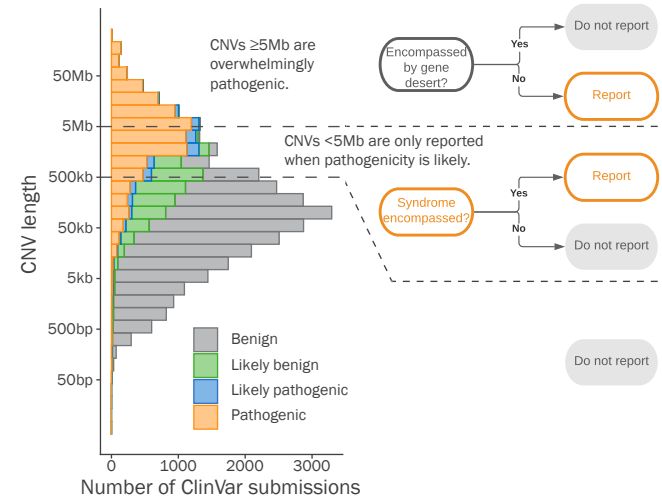 CNVs ≥5Mb are
overwhelmingly
pathogenic.
Encompassed
by gene
desert?
Yes
No
Do not report
Report
CNVs <5Mb are only reported
when pathogenicity is likely.
Syndrome
encompassed?
Yes
No
Report
Do not report
Do not report
CNV length
50Mb
5Mb
500kb
50kb
5kb
500bp
50bp
Benign
Likely benign
Likely pathogenic
Pathogenic
0 1000 2000 3000
Number of ClinVar submissions